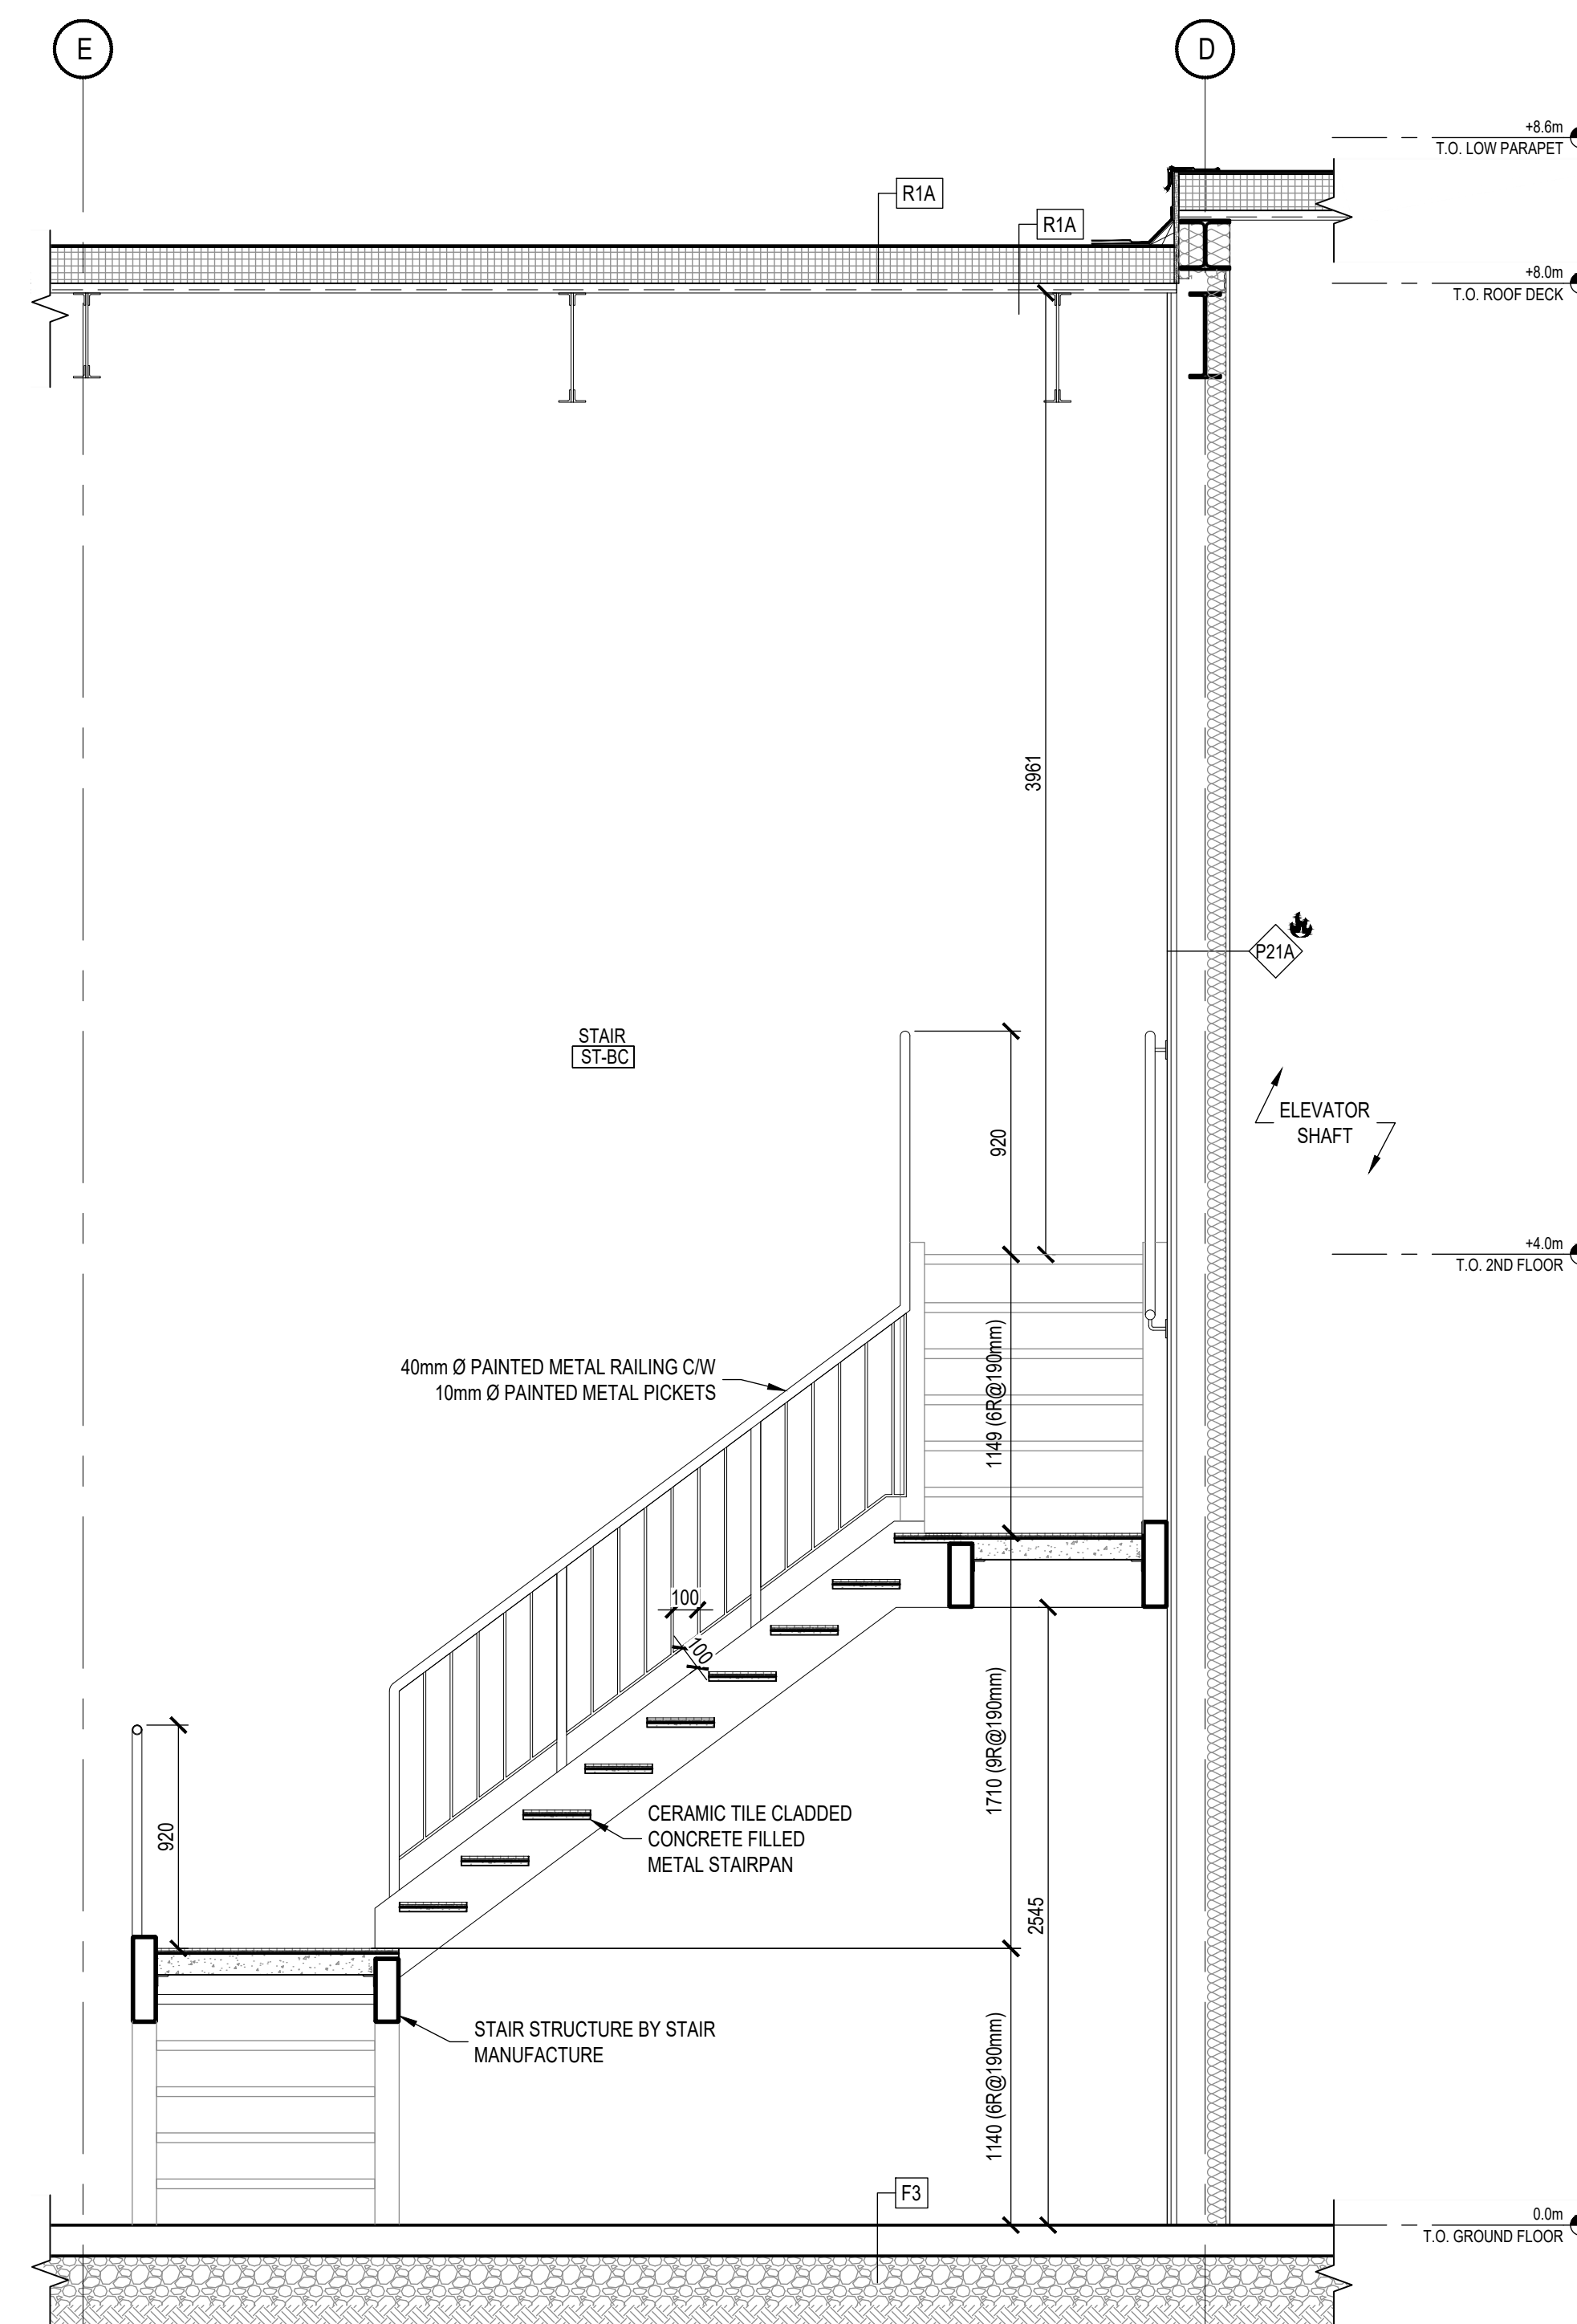 E
D
+8.6m
T.O. LOW PARAPET
R1A
R1A
+8.0m
T.O. ROOF DECK
3961
P21A
STAIR
ST-BC
ELEVATOR
SHAFT
920
+4.0m
T.O. 2ND FLOOR
40mm Ø PAINTED METAL RAILING C/W
10mm Ø PAINTED METAL PICKETS
1149 (6R@190mm)
100
100
1710 (9R@190mm)
920
CERAMIC TILE CLADDED
CONCRETE FILLED
METAL STAIRPAN
2545
STAIR STRUCTURE BY STAIR
MANUFACTURE
1140 (6R@190mm)
F3
0.0m
T.O. GROUND FLOOR